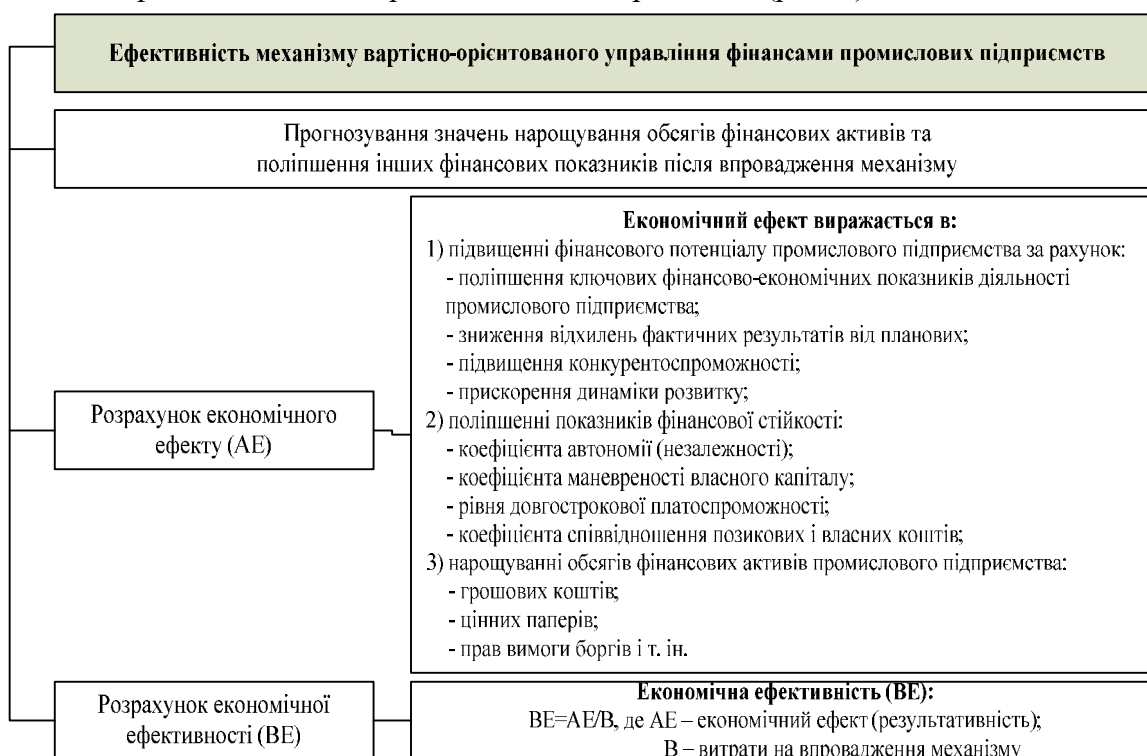 Ефективність механізму вартісно-орієнтованого управління фінансами промислових підприємств
Прогнозування значень нарощування обсягів фінансових активів та
поліпшення інших фінансових показників після впровадження механізму
Розрахунок економічного
ефекту (АЕ)
Економічний ефект виражається в:
1) підвищенні фінансового потенціалу промислового підприємства за рахунок:
- поліпшення ключових фінансово-економічних показників діяльності
промислового підприємства;
- зниження відхилень фактичних результатів від планових;
- підвищення конкурентоспроможності;
- прискорення динаміки розвитку;
2) поліпшенні показників фінансової стійкості:
- коефіцієнта автономії (незалежності);
- коефіцієнта маневреності власного капіталу;
- рівня довгострокової платоспроможності;
- коефіцієнта співвідношення позикових і власних коштів;
3) нарощуванні обсягів фінансових активів промислового підприємства:
- грошових коштів;
- цінних паперів;
- прав вимоги боргів і т. ін.
Розрахунок економічної
ефективності (ВЕ)
Економічна ефективність (ВЕ):
ВЕ=АЕ/В, де АЕ – економічний ефект (результативність);
В – витрати на впровадження механізму